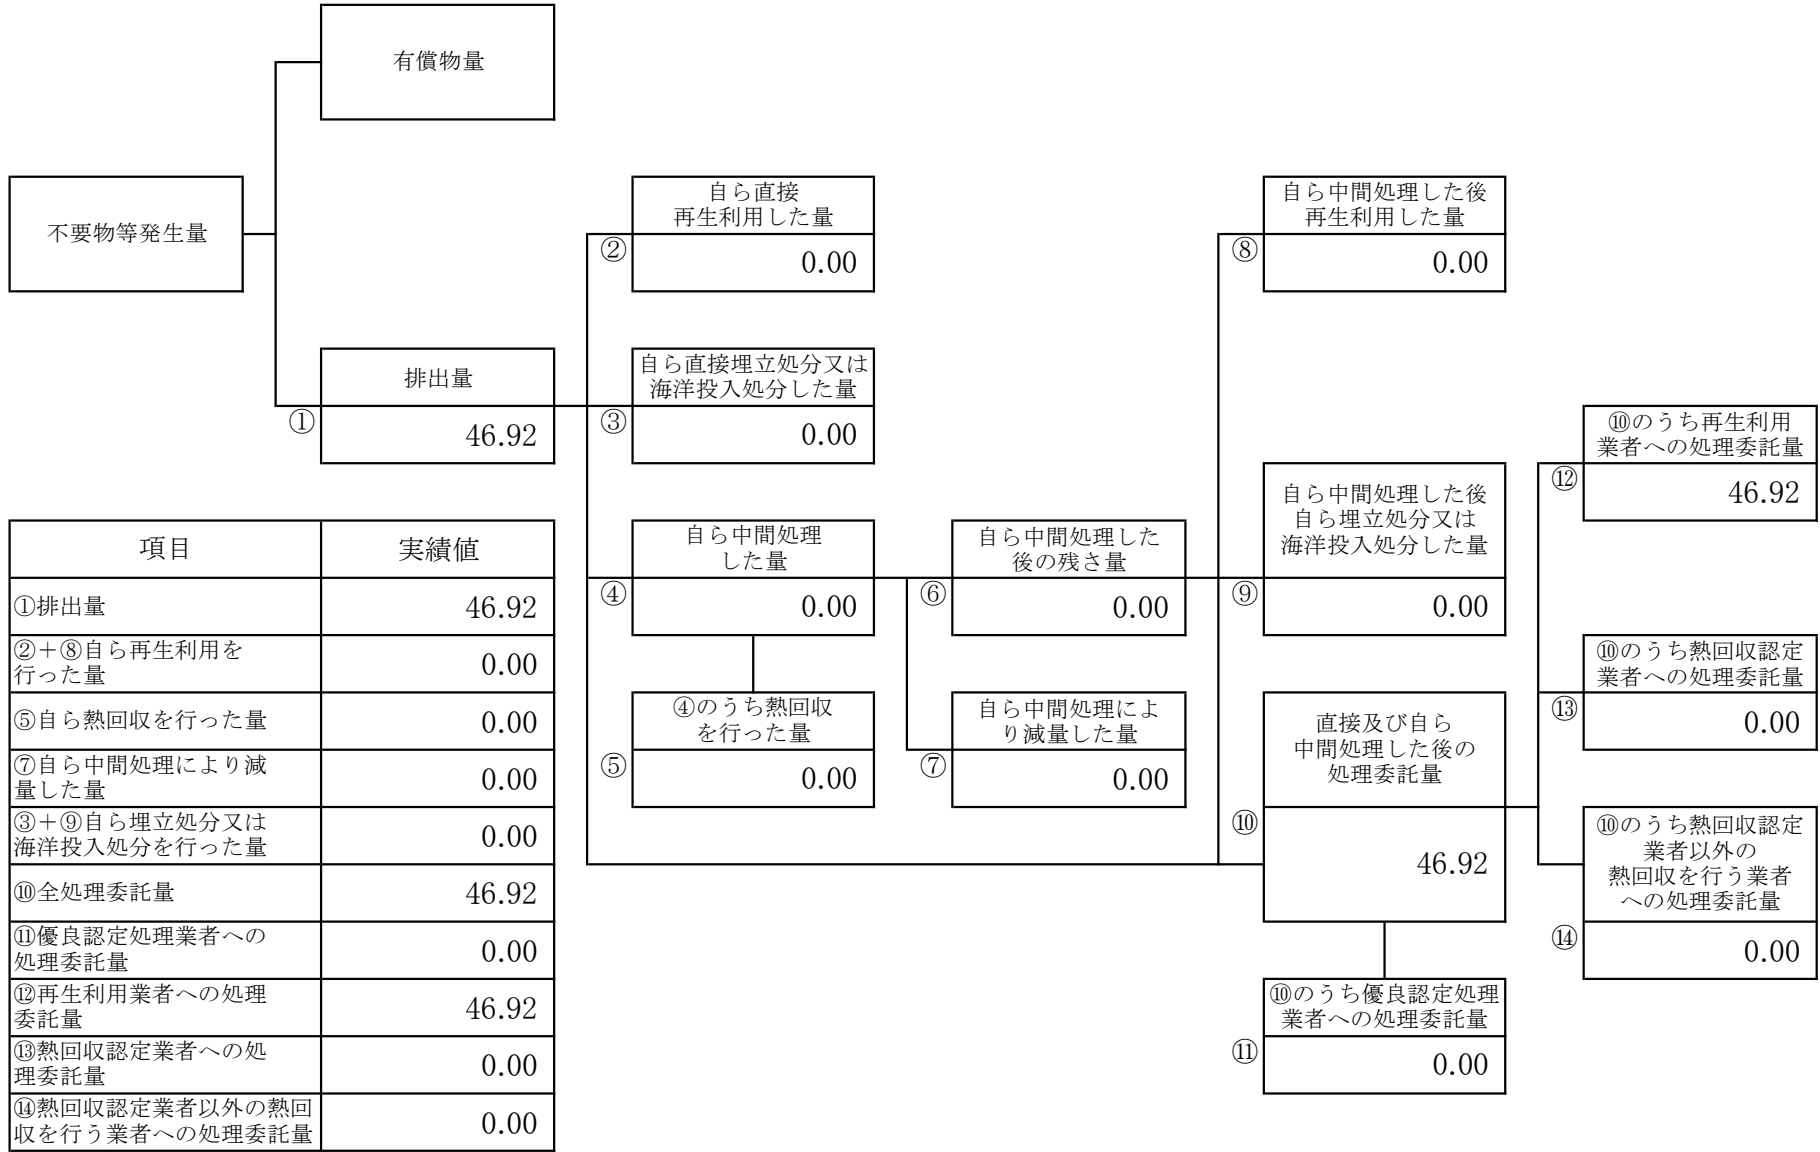 有償物量
不要物等発生量
自ら直接
再生利用した量
②
0.00
自ら中間処理した後
再生利用した量
⑧
0.00
排出量
①
46.92
自ら直接埋立処分又は
海洋投入処分した量
③
0.00
自ら中間処理
した量
④
0.00
④のうち熱回収
を行った量
⑤
0.00
自ら中間処理した
後の残さ量
⑥
0.00
自ら中間処理によ
り減量した量
⑦
0.00
自ら中間処理した後
自ら埋立処分又は
海洋投入処分した量
⑨
0.00
直接及び自ら
中間処理した後の
処理委託量
⑩
46.92
⑩のうち優良認定処理
業者への処理委託量
⑪
0.00
⑩のうち再生利用
業者への処理委託量
⑫
46.92
⑩のうち熱回収認定
業者への処理委託量
⑬
0.00
⑩のうち熱回収認定
業者以外の
熱回収を行う業者
への処理委託量
⑭
0.00
項目 実績値
①排出量 46.92
②+⑧自ら再生利用を
行った量 0.00
⑤自ら熱回収を行った量 0.00
⑦自ら中間処理により減
量した量 0.00
③+⑨自ら埋立処分又は
海洋投入処分を行った量 0.00
⑩全処理委託量 46.92
⑪優良認定処理業者への
処理委託量 0.00
⑫再生利用業者への処理
委託量 46.92
⑬熱回収認定業者への処
理委託量 0.00
⑭熱回収認定業者以外の熱回
収を行う業者への処理委託量 0.00